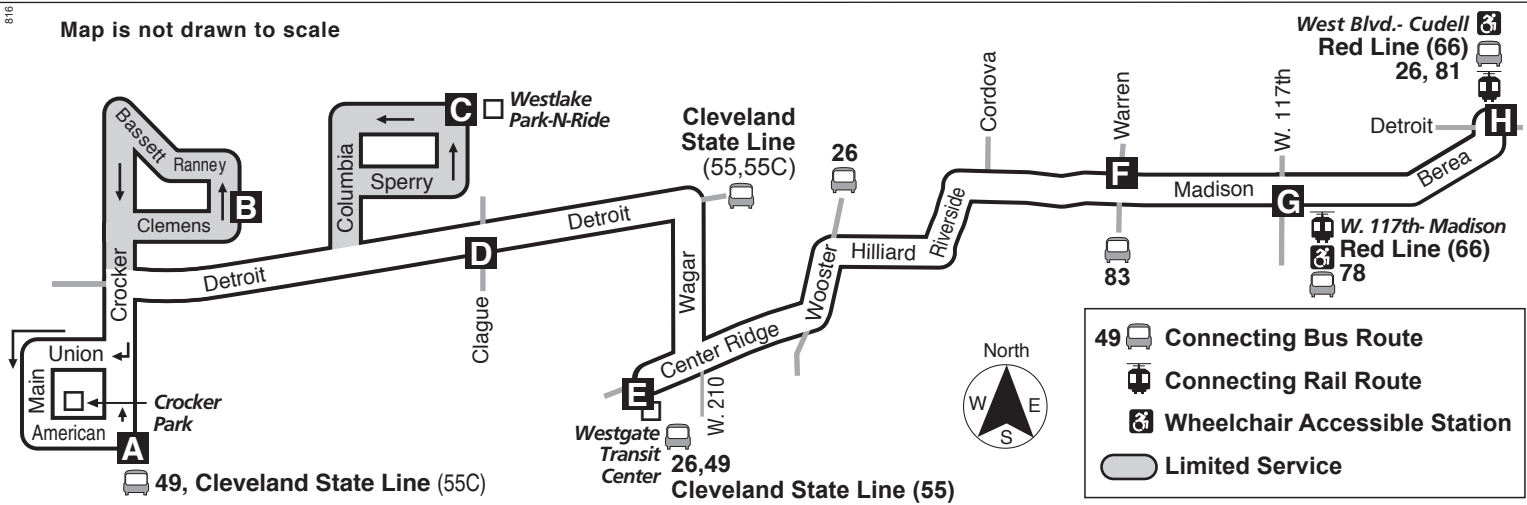 816
Map is not drawn to scale
West Blvd.- Cudell
Red Line (66)
26, 81
Bassett
Ranney
B
Clemens
Crocker
C
Westlake
Park-N-Ride
Columbia
Sperry
Cleveland
State Line
(55,55C)
26
Cordova
Warren
W. 117th
Detroit
H
Berea
F
Madison
G
W. 117th- Madison
Red Line (66)
78
83
Detroit
D
Detroit
Clague
Wagar
Wooster
Hilliard
Riverside
Center Ridge
E
W. 210
Westgate
Transit
Center
26,49
Cleveland State Line (55)
Union
Main
American
Crocker
Park
A
49, Cleveland State Line (55C)
North
W
E
S
49 Connecting Bus Route
Connecting Rail Route
Wheelchair Accessible Station
Limited Service